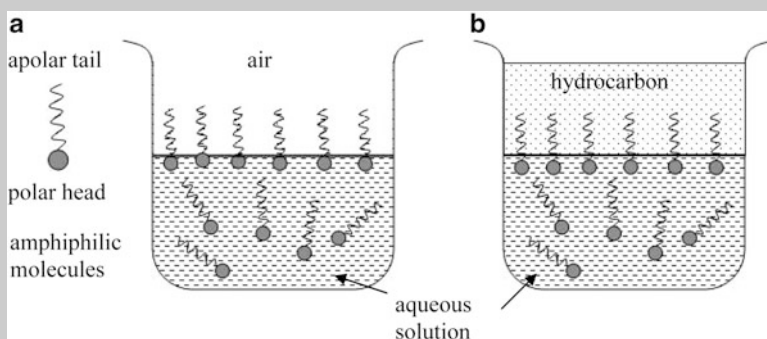 a
apolar tail
air
polar head
amphiphilic
molecules
b
hydrocarbon
aqueous
solution